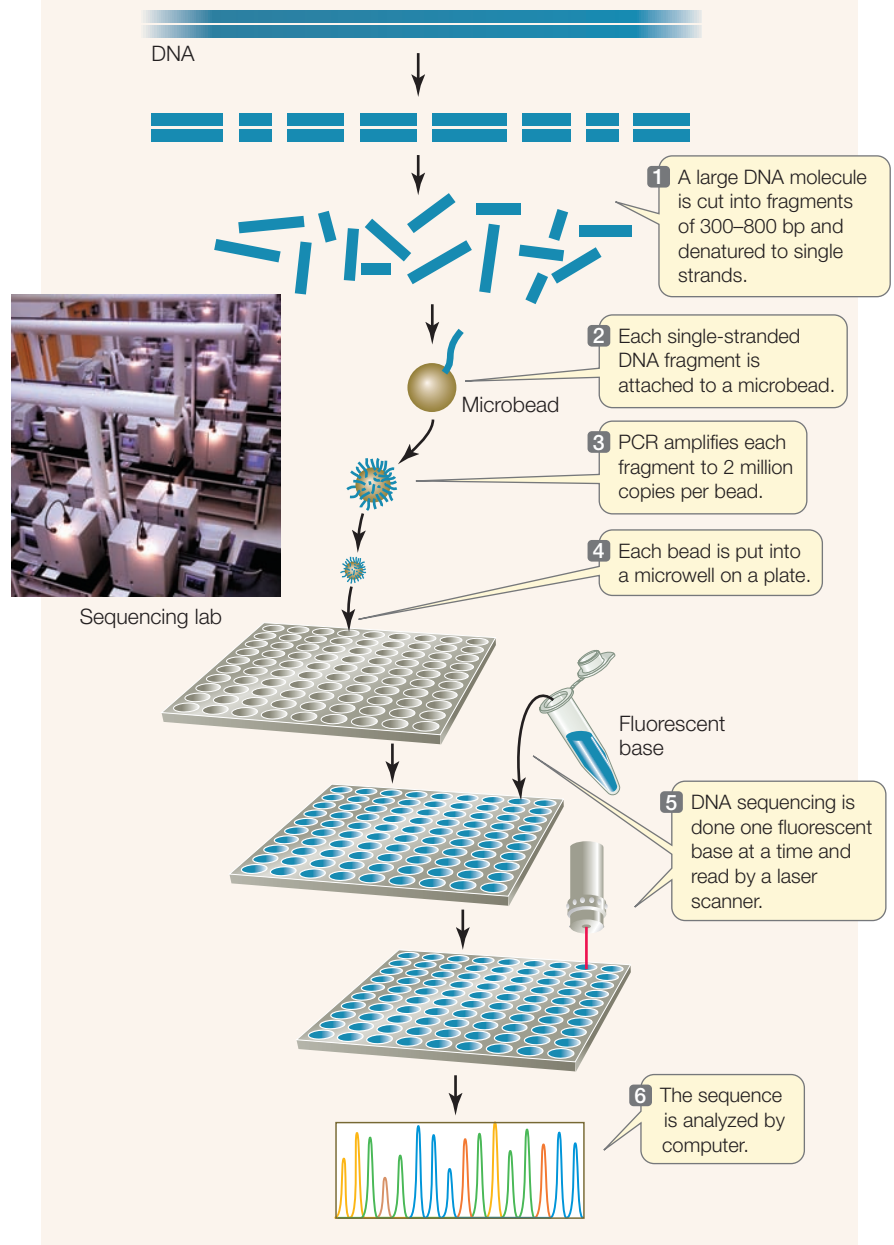 DNA
1 A large DNA molecule
is cut into fragments
of 300–800 bp and
denatured to single
strands.
2 Each single-stranded
DNA fragment is
attached to a microbead.
Microbead
3 PCR amplifies each
fragment to 2 million
copies per bead.
4 Each bead is put into
a microwell on a plate.
Sequencing lab
Fluorescent
base
5 DNA sequencing is
done one fluorescent
base at a time and
read by a laser
scanner.
6 The sequence
is analyzed by
computer.